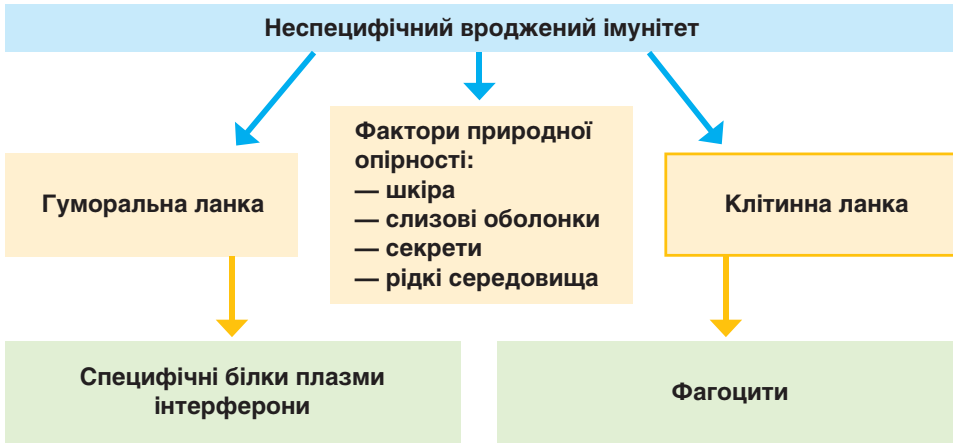 Неспецифічний вроджений імунітет
Гуморальна ланка
Фактори природної
опірності:
— шкіра
— слизові оболонки
— секрети
— рідкі середовища
Клітинна ланка
Специфічні білки плазми
інтерферони
Фагоцити